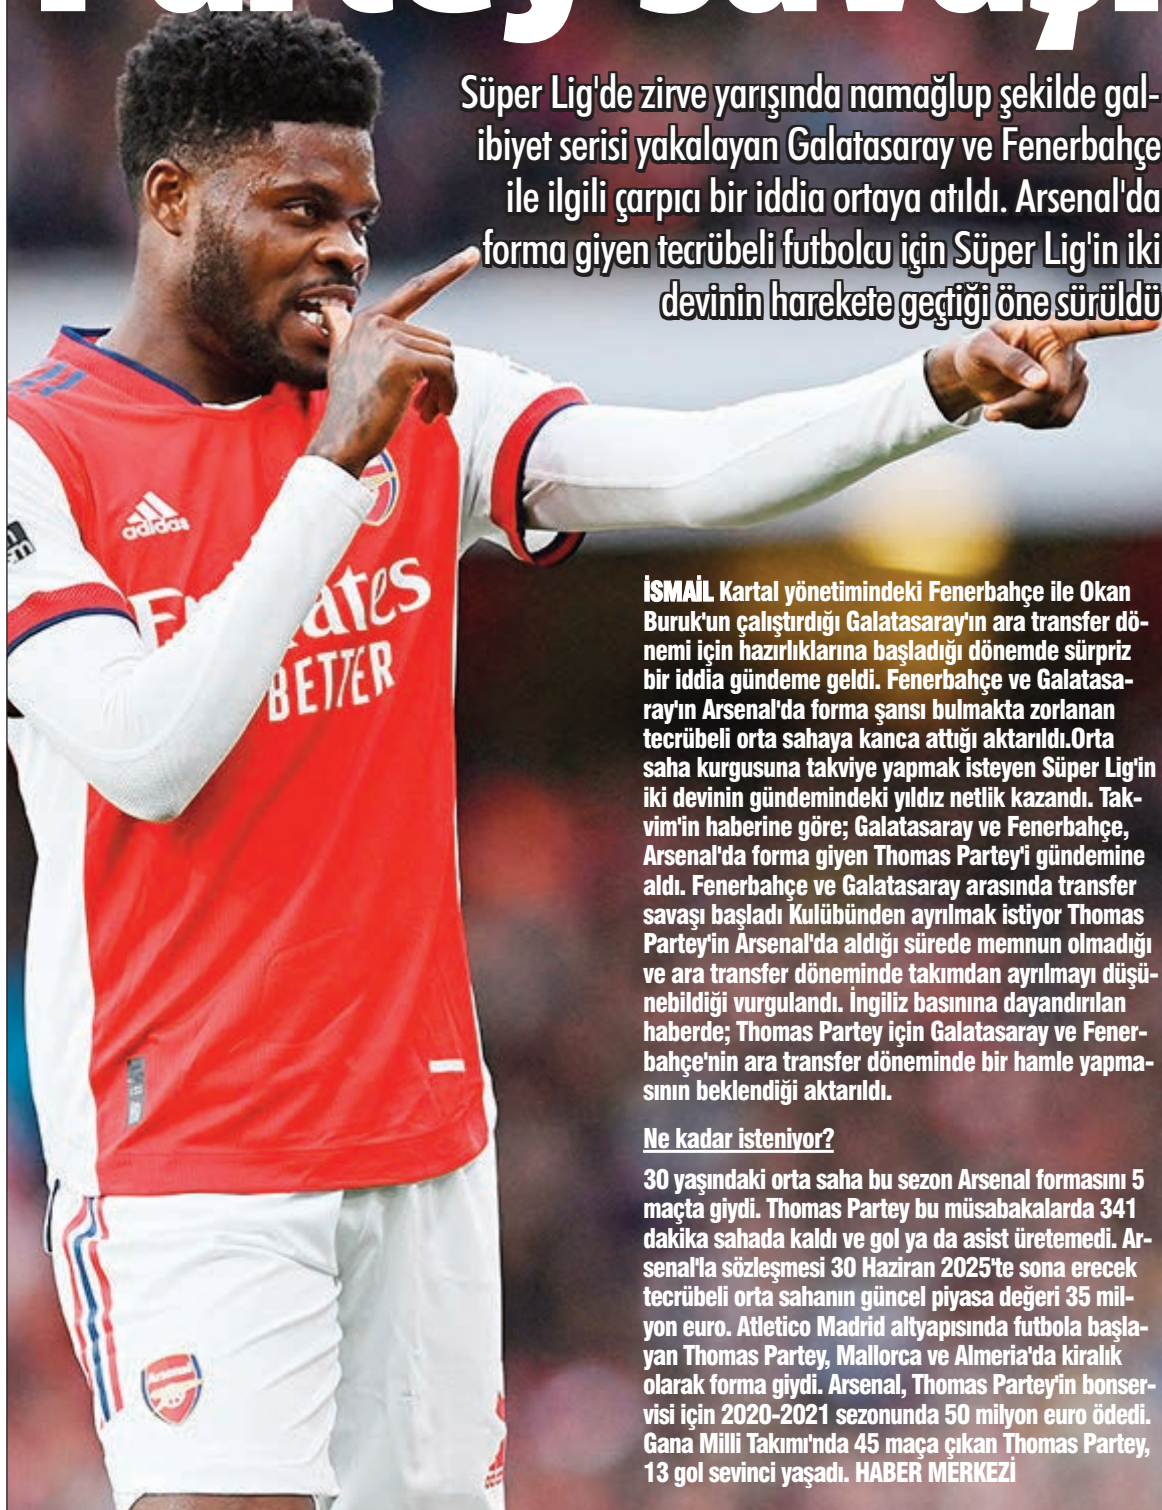 Partey savaşı
Süper Lig'de zirve yarışında namağlup şekilde gal-
ibiyet serisi yakalayan Galatasaray ve Fenerbahçe
ile ilgili çarpıcı bir iddia ortaya atıldı. Arsenal'da
forma giyen tecrübeli futbolcu için Süper Lig'in iki
devinin harekete geçtiği öne sürüldü
adidas
BETTER
İSMAİL Kartal yönetimindeki Fenerbahçe ile Okan
Buruk'un çalıştırdığı Galatasaray'ın ara transfer dö-
nemi için hazırlıklarına başladığı dönemde sürpriz
bir iddia gündeme geldi. Fenerbahçe ve Galatasa-
ray'ın Arsenal'da forma şansı bulmakta zorlanan
tecrübeli orta sahaya kanca attığı aktarıldı.Orta
saha kurgusuna takviye yapmak isteyen Süper Lig'in
iki devinin gündemindeki yıldız netlik kazandı. Tak-
vim'in haberine göre; Galatasaray ve Fenerbahçe,
Arsenal'da forma giyen Thomas Partey'i gündemine
aldı. Fenerbahçe ve Galatasaray arasında transfer
savaşı başladı Kulübünden ayrılmak istiyor Thomas
Partey'in Arsenal'da aldığı sürede memnun olmadığı
ve ara transfer döneminde takımdan ayrılmayı düşü-
nebildiği vurgulandı. İngiliz basınına dayandırılan
haberde; Thomas Partey için Galatasaray ve Fener-
bahçe'nin ara transfer döneminde bir hamle yapma-
sının beklendiği aktarıldı.
Ne kadar isteniyor?
30 yaşındaki orta saha bu sezon Arsenal formasını 5
maçta giydi. Thomas Partey bu müsabakalarda 341
dakika sahada kaldı ve gol ya da asist üretemedi. Ar-
senal'la sözleşmesi 30 Haziran 2025'te sona erecek
tecrübeli orta sahanın güncel piyasa değeri 35 mil-
yon euro. Atletico Madrid altyapısında futbola başla-
yan Thomas Partey, Mallorca ve Almeria'da kiralık
olarak forma giydi. Arsenal, Thomas Partey'in bonser-
visi için 2020-2021 sezonunda 50 milyon euro ödedi.
Gana Milli Takımı'nda 45 maça çıkan Thomas Partey,
13 gol sevinci yaşadı. HABER MERKEZİ
Arsenal